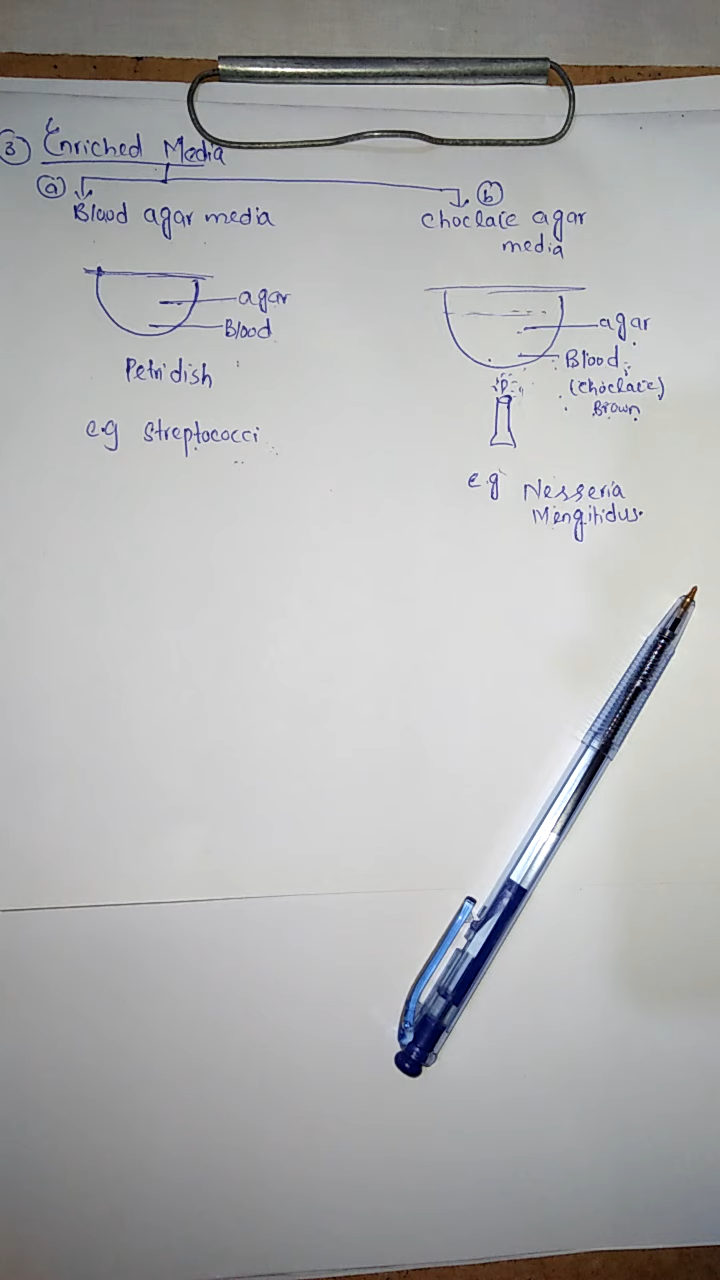 3 Enriched Media
a b
Blood agar media
Choclate agar
media
agar
Blood
Petridish
e.g Streptococci
agar
Blood
(Choclate)
Brown
e.g Nesseria
Mengitidus.